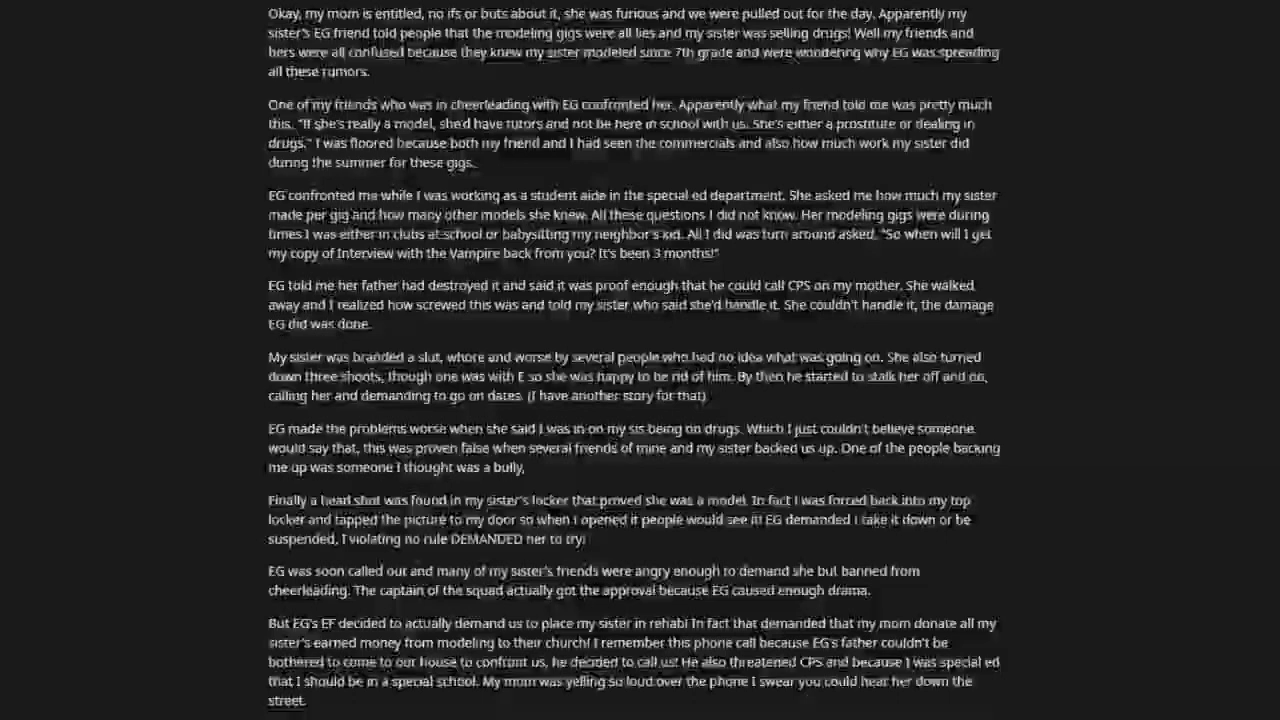 Okay, my mom is entitled, no ifs or buts about it, she was furious and we were pulled out for the day. Apparently my
sister's EG friend told people that the modeling gigs were all lies and my sister was selling drugs! Well my friends and
hers were all confused because they knew my sister modeled since 7th grade and were wondering why EG was spreading
all these rumors.
One of my friends who was in cheerleading with EG confronted her. Apparently what my friend told me was pretty much
this. "If she's really a model, she'd have tutors and not be here in school with us. She's either a prostitute or dealing in
drugs." I was floored because both my friend and I had seen the commercials and also how much work my sister did
during the summer for these gigs.
EG confronted me while I was working as a student aide in the special ed department. She asked me how much my sister
made per gig and how many other models she knew. All these questions I did not know. Her modeling gigs were during
times I was either in clubs at school or babysitting my neighbor's kid. All I did was turn around asked, "So when will I get
my copy of Interview with the Vampire back from you? It's been 3 months!"
EG told me her father had destroyed it and said it was proof enough that he could call CPS on my mother. She walked
away and I realized how screwed this was and told my sister who said she'd handle it. She couldn't handle it, the damage
EG did was done.
My sister was branded a slut, whore and worse by several people who had no idea what was going on. She also turned
down three shoots, though one was with E so she was happy to be rid of him. By then he started to stalk her off and on,
calling her and demanding to go on dates. (I have another story for that)
EG made the problems worse when she said I was in on my sis being on drugs. Which I just couldn't believe someone
would say that, this was proven false when several friends of mine and my sister backed us up. One of the people backing
me up was someone I thought was a bully,
Finally a head shot was found in my sister's locker that proved she was a model. In fact I was forced back into my top
locker and tapped the picture to my door so when I opened it people would see it! EG demanded I take it down or be
suspended, I violating no rule DEMANDED her to try!
EG was soon called out and many of my sister's friends were angry enough to demand she but banned from
cheerleading. The captain of the squad actually got the approval because EG caused enough drama.
But EG's EF decided to actually demand us to place my sister in rehab! In fact that demanded that my mom donate all my
sister's earned money from modeling to their church! I remember this phone call because EG's father couldn't be
bothered to come to our house to confront us, he decided to call us! He also threatened CPS and because I was special ed
that I should be in a special school. My mom was yelling so loud over the phone I swear you could hear her down the
street.